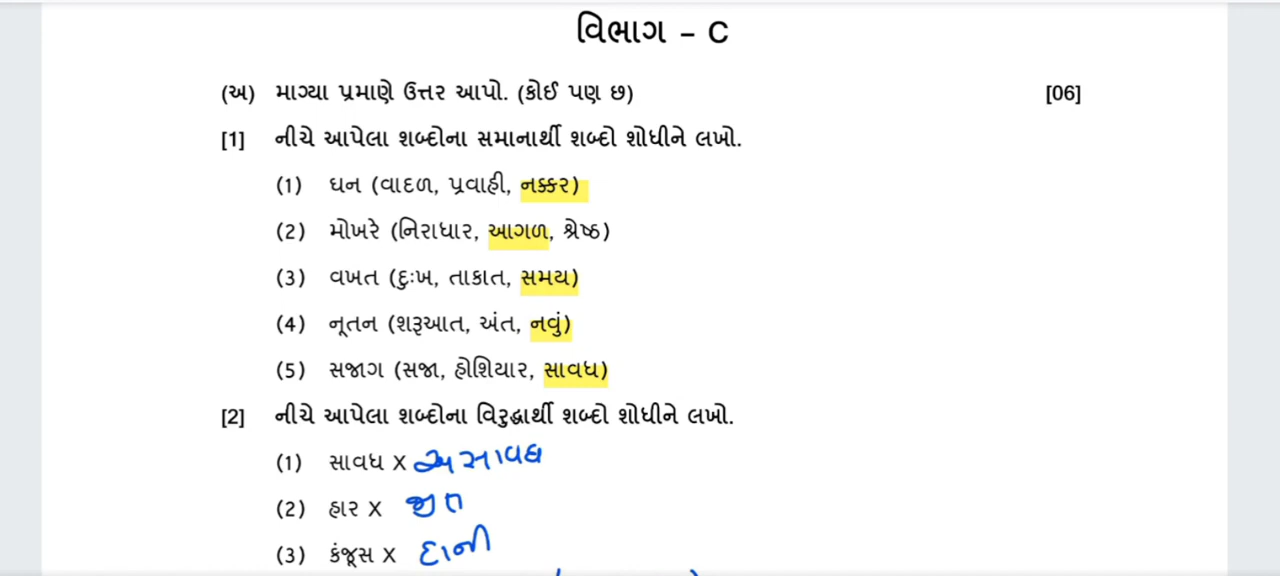 વિભાગ – C
(અ) માગ્યા પ્રમાણે ઉત્તર આપો. (કોઈ પણ છ) [06]
[1] નીચે આપેલા શબ્દોના સમાનાર્થી શબ્દો શોધીને લખો.
(1) ઘન (વાદળ, પ્રવાહી, નક્કર)
(2) મોખરે (નિરાધાર, આગળ, શ્રેષ્ઠ)
(3) વખત (દુઃખ, તાકાત, સમય)
(4) નૂતન (શરૂઆત, અંત, નવું)
(5) સજાગ (સજા, હોશિયાર, સાવધ)
[2] નીચે આપેલા શબ્દોના વિરુદ્ધાર્થી શબ્દો શોધીને લખો.
(1) સાવધ X અસાવધ
(2) હાર X જીત
(3) કંજૂસ X દાની